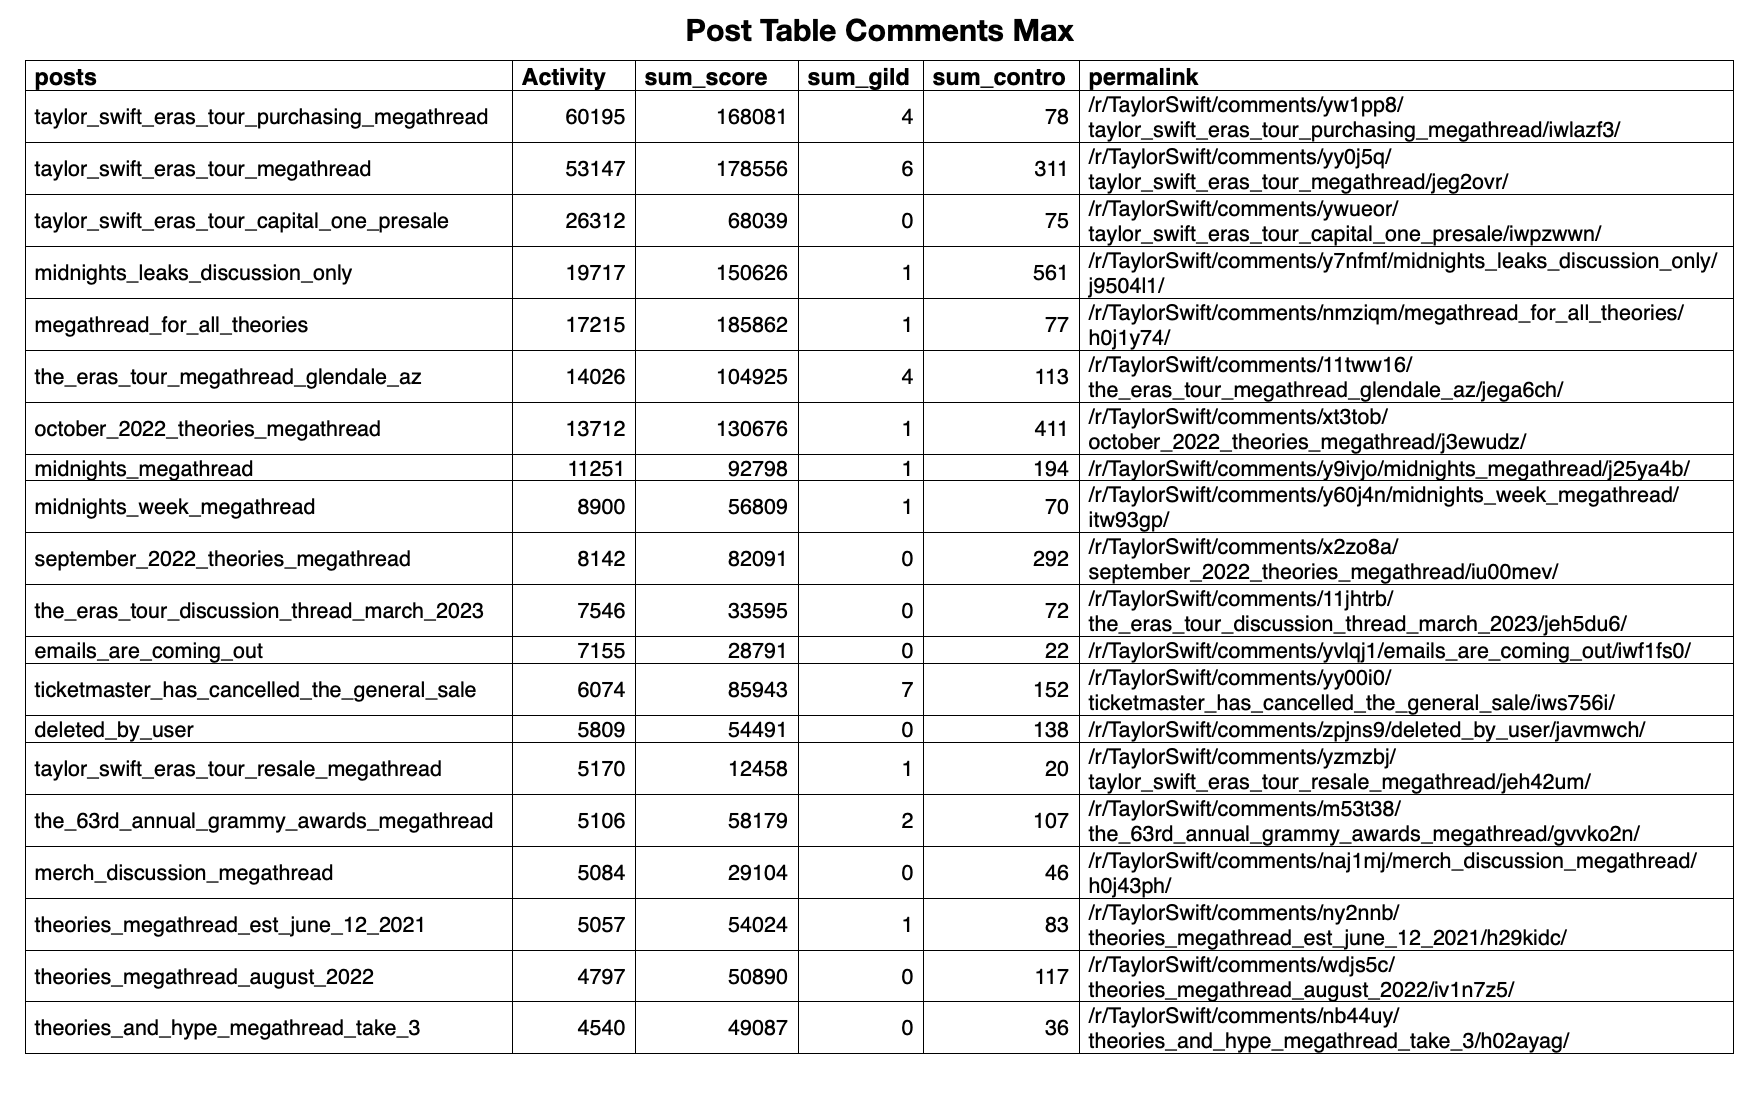 Post Table Comments Max
posts Activity sum_score sum_gild sum_contro permalink
taylor_swift_eras_tour_purchasing_megathread 60195 168081 4 78 /r/TaylorSwift/comments/yw1pp8/
taylor_swift_eras_tour_purchasing_megathread/iwlazf3/
taylor_swift_eras_tour_megathread 53147 178556 6 311 /r/TaylorSwift/comments/yy0j5q/
taylor_swift_eras_tour_megathread/jeg2ovr/
taylor_swift_eras_tour_capital_one_presale 26312 68039 0 75 /r/TaylorSwift/comments/ywueor/
taylor_swift_eras_tour_capital_one_presale/iwpzwwn/
midnights_leaks_discussion_only 19717 150626 1 561 /r/TaylorSwift/comments/y7nfmf/midnights_leaks_discussion_only/
j9504l1/
megathread_for_all_theories 17215 185862 1 77 /r/TaylorSwift/comments/nmziqm/megathread_for_all_theories/
h0j1y74/
the_eras_tour_megathread_glendale_az 14026 104925 4 113 /r/TaylorSwift/comments/11tww16/
the_eras_tour_megathread_glendale_az/jega6ch/
october_2022_theories_megathread 13712 130676 1 411 /r/TaylorSwift/comments/xt3tob/
october_2022_theories_megathread/j3ewudz/
midnights_megathread 11251 92798 1 194 /r/TaylorSwift/comments/y9ivjo/midnights_megathread/j25ya4b/
midnights_week_megathread 8900 56809 1 70 /r/TaylorSwift/comments/y60j4n/midnights_week_megathread/
itw93gp/
september_2022_theories_megathread 8142 82091 0 292 /r/TaylorSwift/comments/x2zo8a/
september_2022_theories_megathread/iu00mev/
the_eras_tour_discussion_thread_march_2023 7546 33595 0 72 /r/TaylorSwift/comments/11jhtrb/
the_eras_tour_discussion_thread_march_2023/jeh5du6/
emails_are_coming_out 7155 28791 0 22 /r/TaylorSwift/comments/yvlqj1/emails_are_coming_out/iwf1fs0/
ticketmaster_has_cancelled_the_general_sale 6074 85943 7 152 /r/TaylorSwift/comments/yy00i0/
ticketmaster_has_cancelled_the_general_sale/iws756i/
deleted_by_user 5809 54491 0 138 /r/TaylorSwift/comments/zpjns9/deleted_by_user/javmwch/
taylor_swift_eras_tour_resale_megathread 5170 12458 1 20 /r/TaylorSwift/comments/yzmzbj/
taylor_swift_eras_tour_resale_megathread/jeh42um/
the_63rd_annual_grammy_awards_megathread 5106 58179 2 107 /r/TaylorSwift/comments/m53t38/
the_63rd_annual_grammy_awards_megathread/gvvko2n/
merch_discussion_megathread 5084 29104 0 46 /r/TaylorSwift/comments/naj1mj/merch_discussion_megathread/
h0j43ph/
theories_megathread_est_june_12_2021 5057 54024 1 83 /r/TaylorSwift/comments/ny2nnb/
theories_megathread_est_june_12_2021/h29kidc/
theories_megathread_august_2022 4797 50890 0 117 /r/TaylorSwift/comments/wdjs5c/
theories_megathread_august_2022/iv1n7z5/
theories_and_hype_megathread_take_3 4540 49087 0 36 /r/TaylorSwift/comments/nb44uy/
theories_and_hype_megathread_take_3/h02ayag/